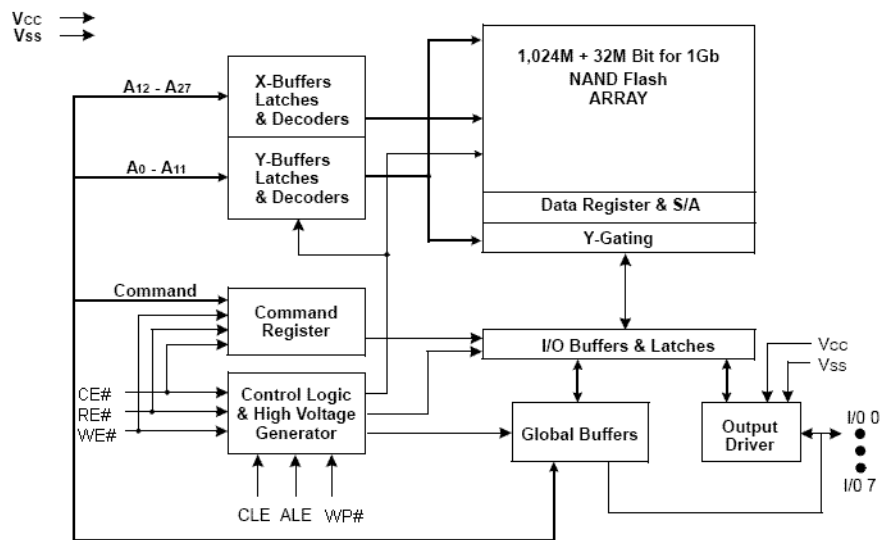 Vcc
Vss
A12 - A27
X-Buffers
Latches
& Decoders
A0 - A11
Y-Buffers
Latches
& Decoders
1,024M + 32M Bit for 1Gb
NAND Flash
ARRAY
Data Register & S/A
Y-Gating
Command
Command
Register
I/O Buffers & Latches
Vcc
Vss
CE#
RE#
WE#
Control Logic
& High Voltage
Generator
Global Buffers
Output
Driver
I/0 0
I/0 7
CLE ALE WP#